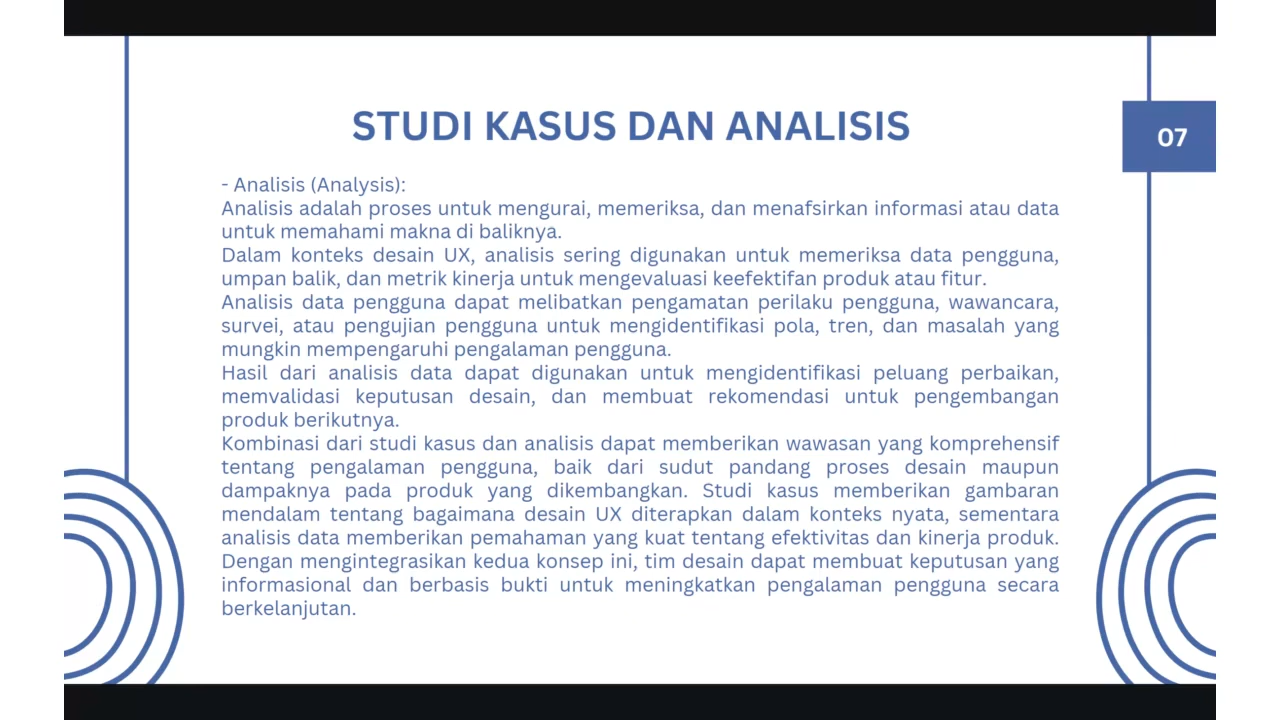 STUDI KASUS DAN ANALISIS
07
- Analisis (Analysis):
Analisis adalah proses untuk mengurai, memeriksa, dan menafsirkan informasi atau data
untuk memahami makna di baliknya.
Dalam konteks desain UX, analisis sering digunakan untuk memeriksa data pengguna,
umpan balik, dan metrik kinerja untuk mengevaluasi keefektifan produk atau fitur.
Analisis data pengguna dapat melibatkan pengamatan perilaku pengguna, wawancara,
survei, atau pengujian pengguna untuk mengidentifikasi pola, tren, dan masalah yang
mungkin mempengaruhi pengalaman pengguna.
Hasil dari analisis data dapat digunakan untuk mengidentifikasi peluang perbaikan,
memvalidasi keputusan desain, dan membuat rekomendasi untuk pengembangan
produk berikutnya.
Kombinasi dari studi kasus dan analisis dapat memberikan wawasan yang komprehensif
tentang pengalaman pengguna, baik dari sudut pandang proses desain maupun
dampaknya pada produk yang dikembangkan. Studi kasus memberikan gambaran
mendalam tentang bagaimana desain UX diterapkan dalam konteks nyata, sementara
analisis data memberikan pemahaman yang kuat tentang efektivitas dan kinerja produk.
Dengan mengintegrasikan kedua konsep ini, tim desain dapat membuat keputusan yang
informasional dan berbasis bukti untuk meningkatkan pengalaman pengguna secara
berkelanjutan.